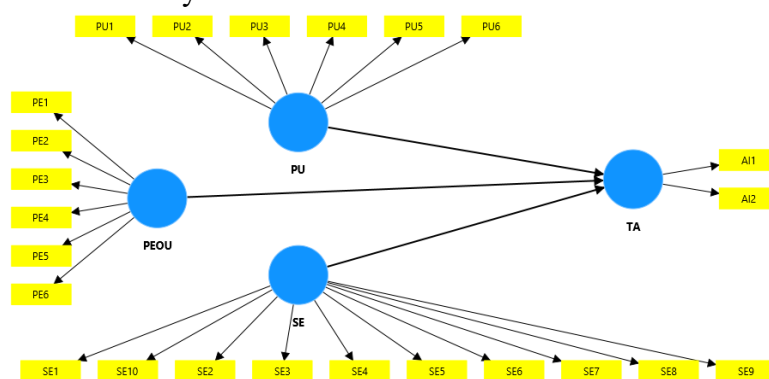 PU1 PU2 PU3 PU4 PU5 PU6
PE1
PE2
PE3
PE4
PE5
PE6
PU
PEOU
SE
TA
AI1
AI2
SE1 SE10 SE2 SE3 SE4 SE5 SE6 SE7 SE8 SE9